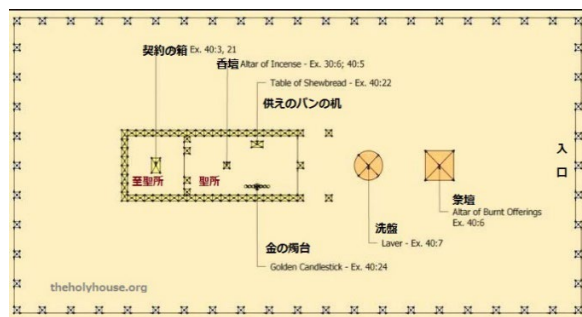 契約の箱 Ex. 40:3, 21
香壇 Altar of Incense - Ex. 30:6; 40:5
Table of Shewbread - Ex. 40:22
供えのパンの机
入口
至聖所
聖所
祭壇
Altar of Burnt Offerings
Ex. 40:6
洗盤
Laver - Ex. 40:7
金の燭台
Golden Candlestick - Ex. 40:24
theholyhouse.org